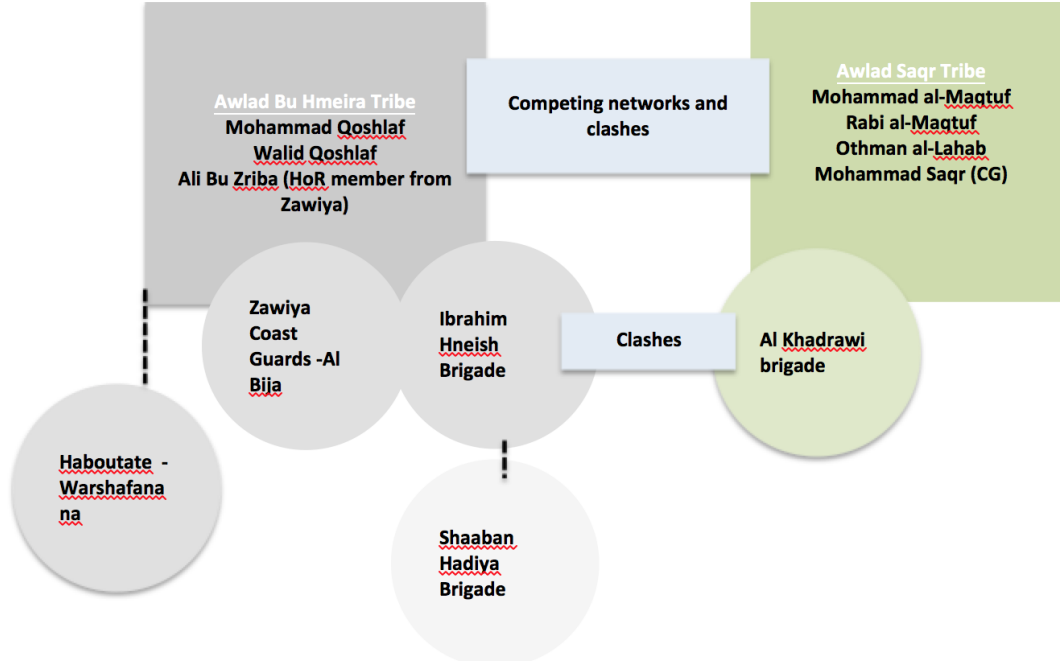 Awlad Bu Hmeira Tribe
Mohammad Qoshlaf
Walid Qoshlaf
Ali Bu Zriba (HoR member from
Zawiya)
Competing networks and
clashes
Awlad Saqr Tribe
Mohammad al-Maqtuf
Rabi al-Maqtuf
Othman al-Lahab
Mohammad Saqr (CG)
Zawiya
Coast
Guards -Al
Bija
Ibrahim
Hneish
Brigade
Clashes
Al Khadrawi
brigade
Haboutate -
Warshafana
na
Shaaban
Hadiya
Brigade